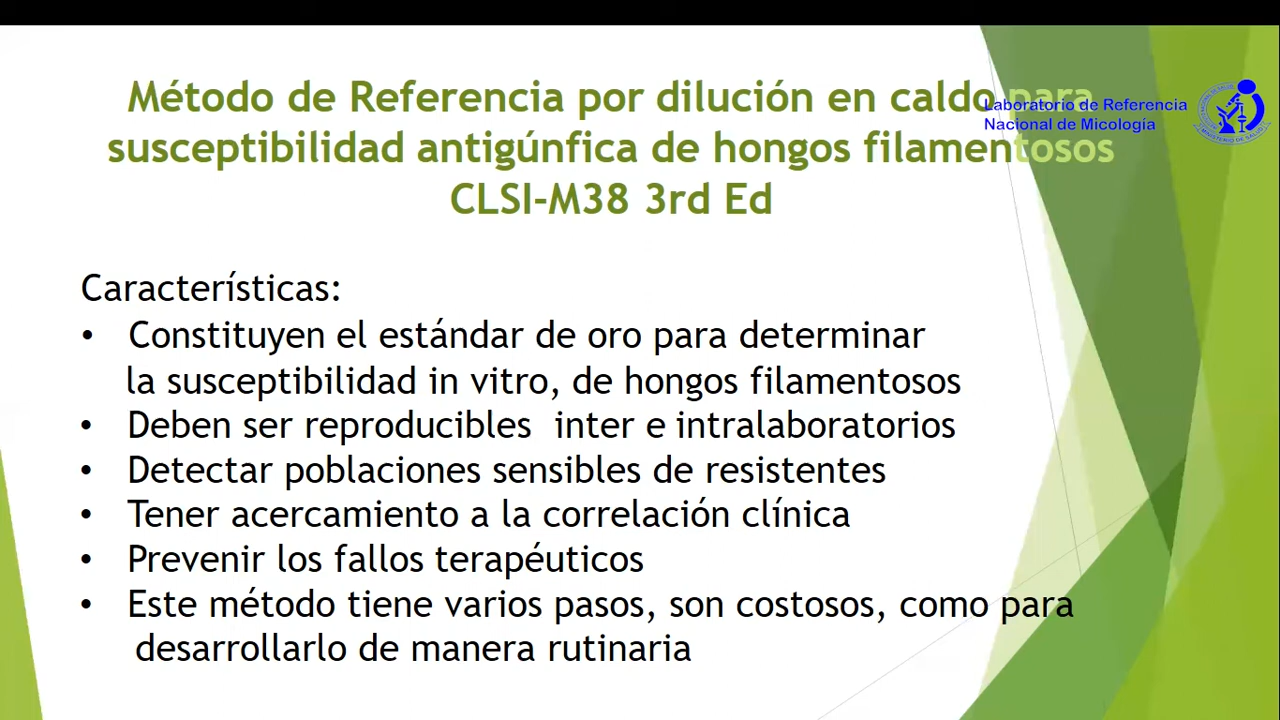 Método de Referencia por dilución en caldo para
susceptibilidad antigúnfica de hongos filamentosos
CLSI-M38 3rd Ed
Laboratorio de Referencia
Nacional de Micología
Características:
• Constituyen el estándar de oro para determinar
la susceptibilidad in vitro, de hongos filamentosos
• Deben ser reproducibles inter e intralaboratorios
• Detectar poblaciones sensibles de resistentes
• Tener acercamiento a la correlación clínica
• Prevenir los fallos terapéuticos
• Este método tiene varios pasos, son costosos, como para
desarrollarlo de manera rutinaria